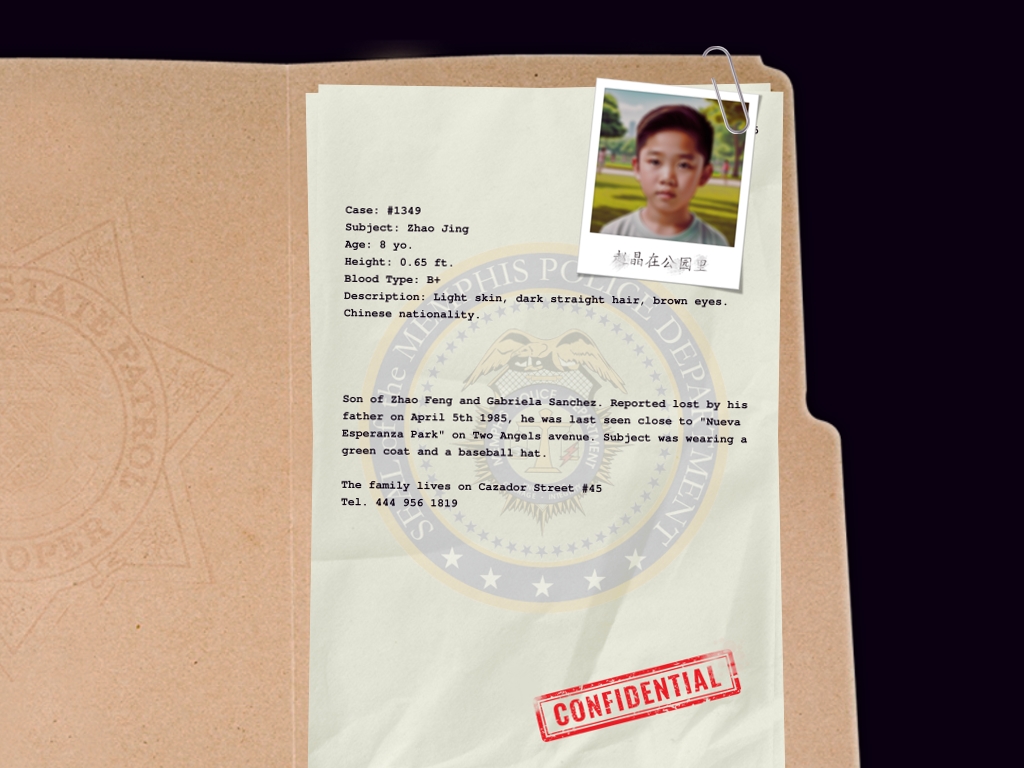 晶在公园里
Case: #1349
Subject: Zhao Jing
Age: 8 yo.
Height: 0.65 ft.
Blood Type: B+
Description: Light skin, dark straight hair, brown eyes.
Chinese nationality.
Son of Zhao Feng and Gabriela Sanchez. Reported lost by his
father on April 5th 1985, he was last seen close to "Nueva
Esperanza Park" on Two Angels avenue. Subject was wearing a
green coat and a baseball hat.
The family lives on Cazador Street #45
Tel. 444 956 1819
SEAL of the MEMPHIS POLICE DEPARTMENT
CONFIDENTIAL
STATE PATROL